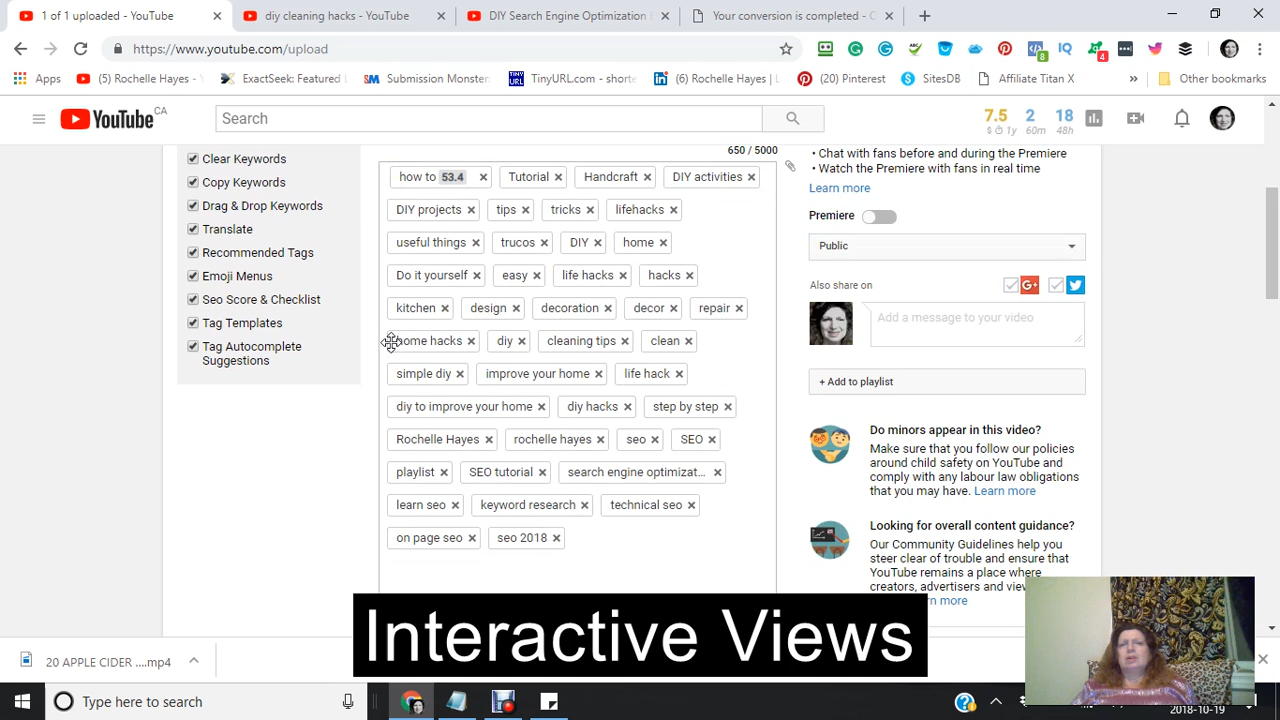 1 of 1 uploaded - YouTube
diy cleaning hacks - YouTube
DIY Search Engine Optimization
Your conversion is completed - C
https://www.youtube.com/upload
8
4
Apps
(5) Rochelle Hayes -
ExactSeek: Featured
SM Submission Monster
TINY URL TinyURL.com - shorte
(6) Rochelle Hayes
(20) Pinterest
SitesDB
Affiliate Titan X
Other bookmarks
YouTube CA
Search
7.5 2 18
1y 60m 48h
650 / 5000
Clear Keywords
Copy Keywords
Drag & Drop Keywords
Translate
Recommended Tags
Emoji Menus
Seo Score & Checklist
Tag Templates
Tag Autocomplete
Suggestions
how to 53.4 Tutorial Handcraft DIY activities
DIY projects tips tricks lifehacks
useful things trucos DIY home
Do it yourself easy life hacks hacks
kitchen design decoration decor repair
home hacks diy cleaning tips clean
simple diy improve your home life hack
diy to improve your home diy hacks step by step
Rochelle Hayes rochelle hayes seo SEO
playlist SEO tutorial search engine optimizat...
learn seo keyword research technical seo
on page seo seo 2018
• Chat with fans before and during the Premiere
• Watch the Premiere with fans in real time
Learn more
Premiere
Public
Also share on
G+
Add a message to your video
+ Add to playlist
Do minors appear in this video?
Make sure that you follow our policies
around child safety on YouTube and
comply with any labour law obligations
that you may have. Learn more
Looking for overall content guidance?
Our Community Guidelines help you
steer clear of trouble and ensure that
YouTube remains a place where
creators, advertisers and
more
Interactive Views
20 APPLE CIDER ....mp4
Type here to search
2018-10-19